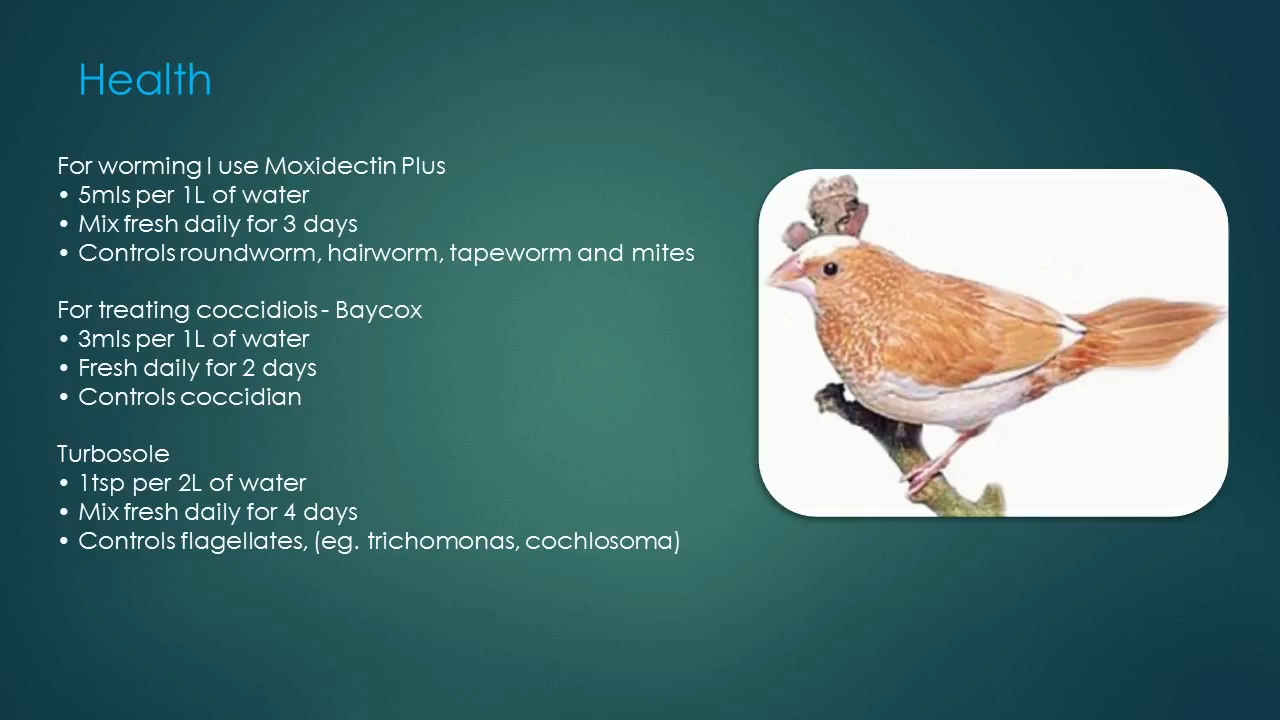 Health
For worming I use Moxidectin Plus
• 5mls per 1L of water
• Mix fresh daily for 3 days
• Controls roundworm, hairworm, tapeworm and mites
For treating coccidiois - Baycox
• 3mls per 1L of water
• Fresh daily for 2 days
• Controls coccidian
Turbosole
• 1tsp per 2L of water
• Mix fresh daily for 4 days
• Controls flagellates, (eg. trichomonas, cochlosoma)